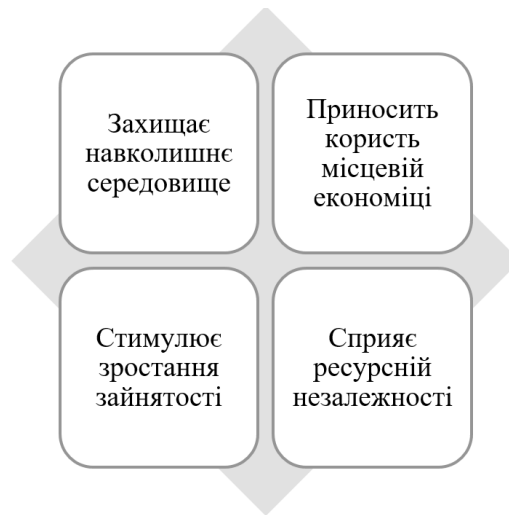 Захищає
навколишнє
середовище
Приносить
користь
місцевій
економіці
Стимулює
зростання
зайнятості
Сприяє
ресурсній
незалежності